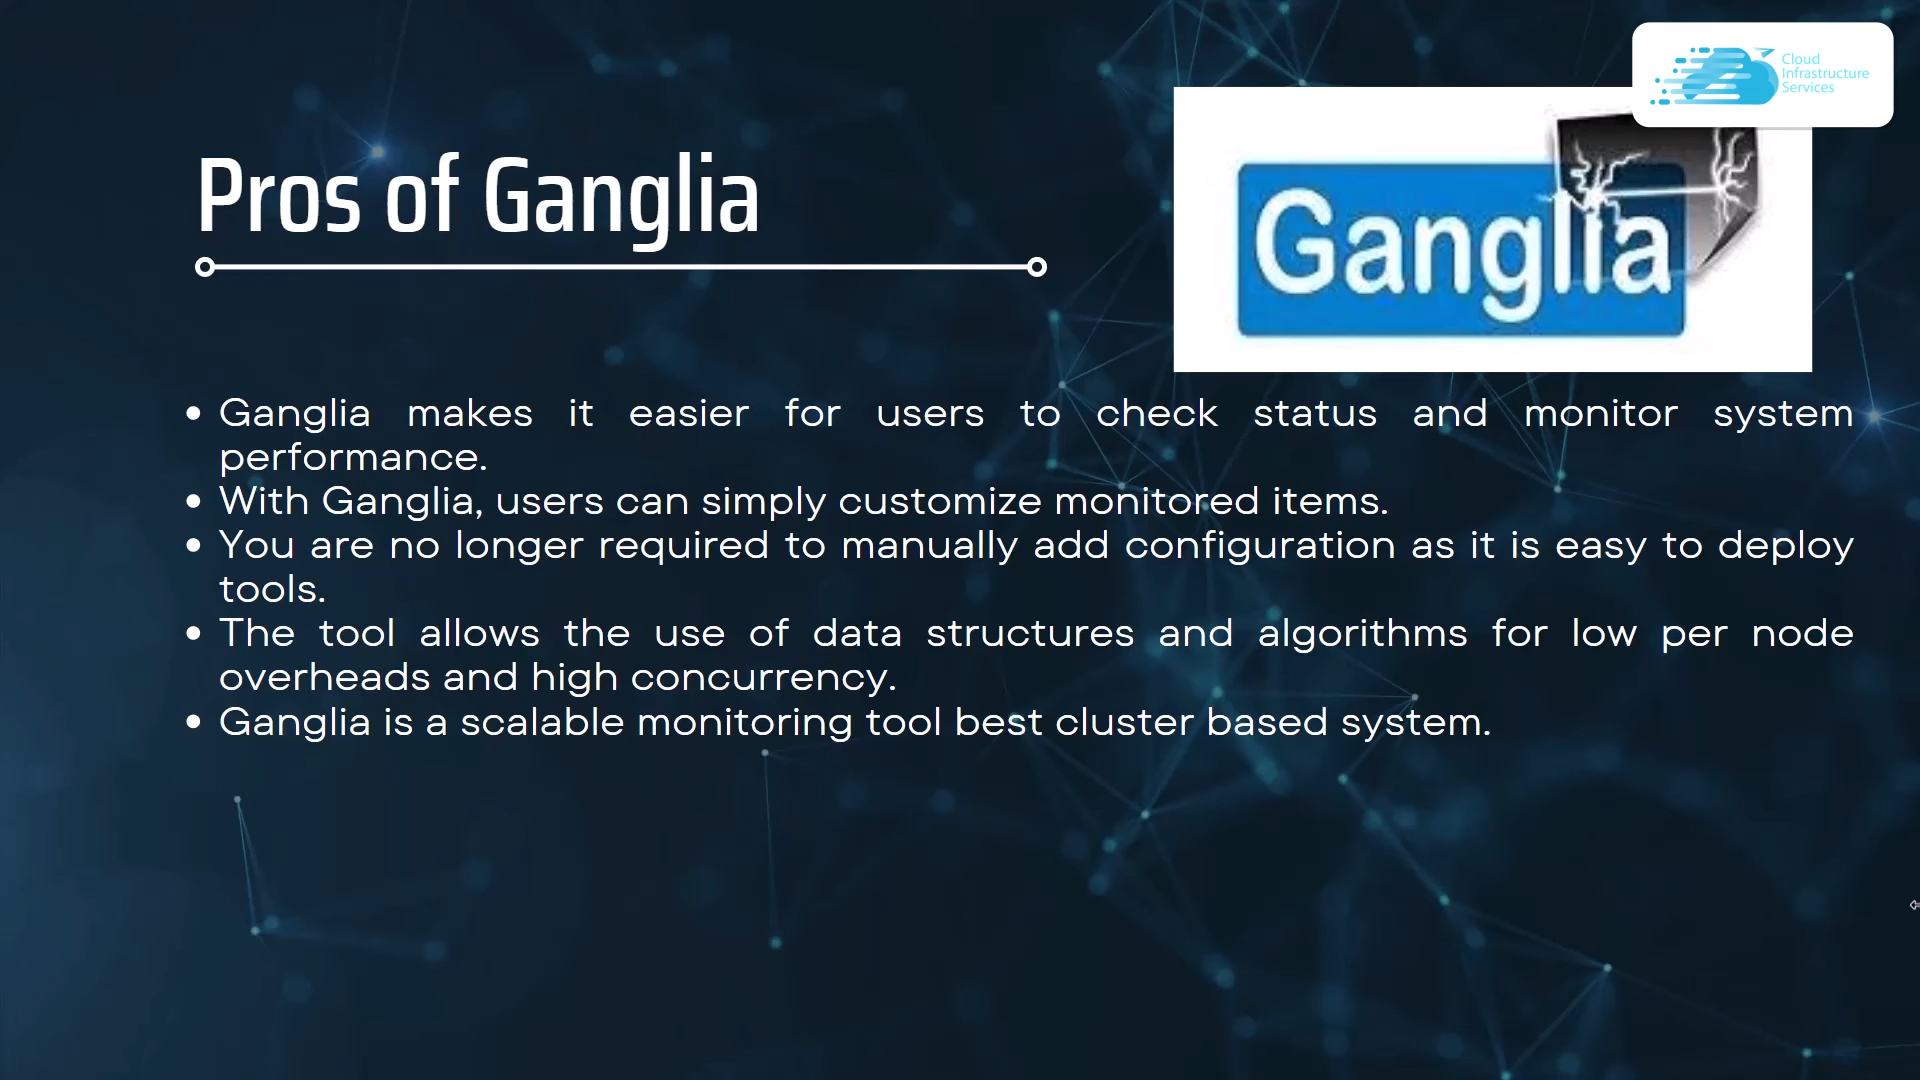 Cloud
Infrastructure
Services
Pros of Ganglia
Ganglia
• Ganglia makes it easier for users to check status and monitor system
performance.
• With Ganglia, users can simply customize monitored items.
• You are no longer required to manually add configuration as it is easy to deploy
tools.
• The tool allows the use of data structures and algorithms for low per node
overheads and high concurrency.
• Ganglia is a scalable monitoring tool best cluster based system.